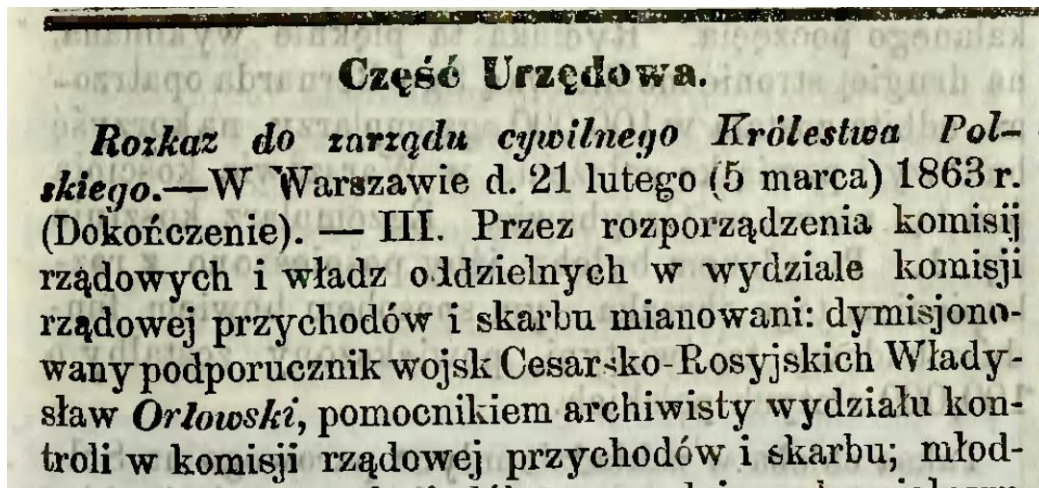 Część Urzędowa.
Rozkaz do zarządu cywilnego Królestwa Pol-
skiego.—W Warszawie d. 21 lutego (5 marca) 1863 r.
(Dokończenie). — III. Przez rozporządzenia komisij
rządowych i władz oddzielnych w wydziale komisji
rządowej przychodów i skarbu mianowani: dymisjono-
wany podporucznik wojsk Cesarsko-Rosyjskich Włady-
sław Orłowski, pomocnikiem archiwisty wydziału kon-
troli w komisji rządowej przychodów i skarbu; młod-